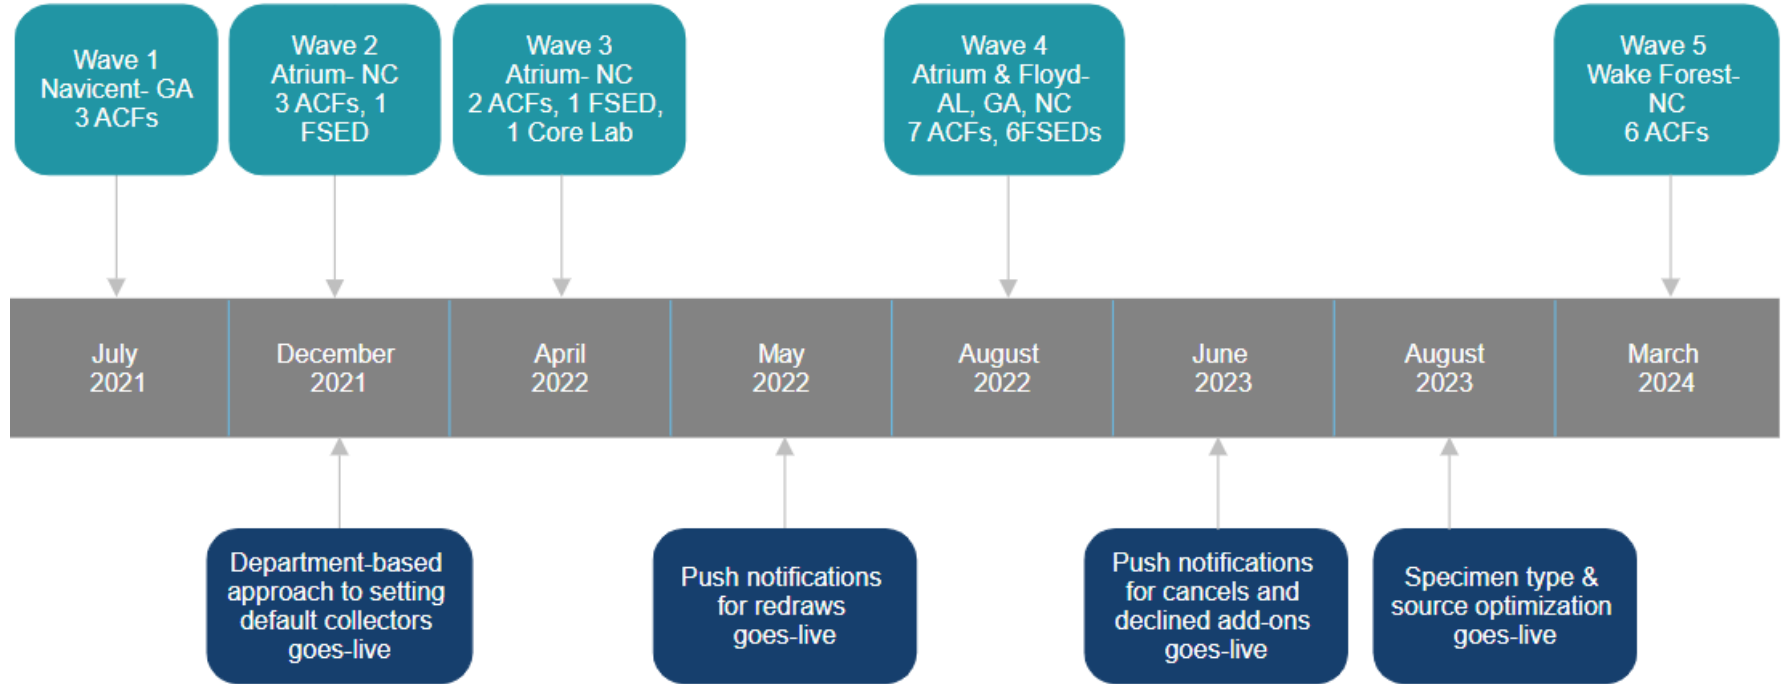 Wave 1
Navicent- GA
3 ACFs
Wave 2
Atrium- NC
3 ACFs, 1
FSED
Wave 3
Atrium- NC
2 ACFs, 1 FSED,
1 Core Lab
Wave 4
Atrium & Floyd-
AL, GA, NC
7 ACFs, 6FSEDs
Wave 5
Wake Forest-
NC
6 ACFs
July
2021
December
2021
April
2022
May
2022
August
2022
June
2023
August
2023
March
2024
Department-based
approach to setting
default collectors
goes-live
Push notifications
for redraws
goes-live
Push notifications
for cancels and
declined add-ons
goes-live
Specimen type &
source optimization
goes-live